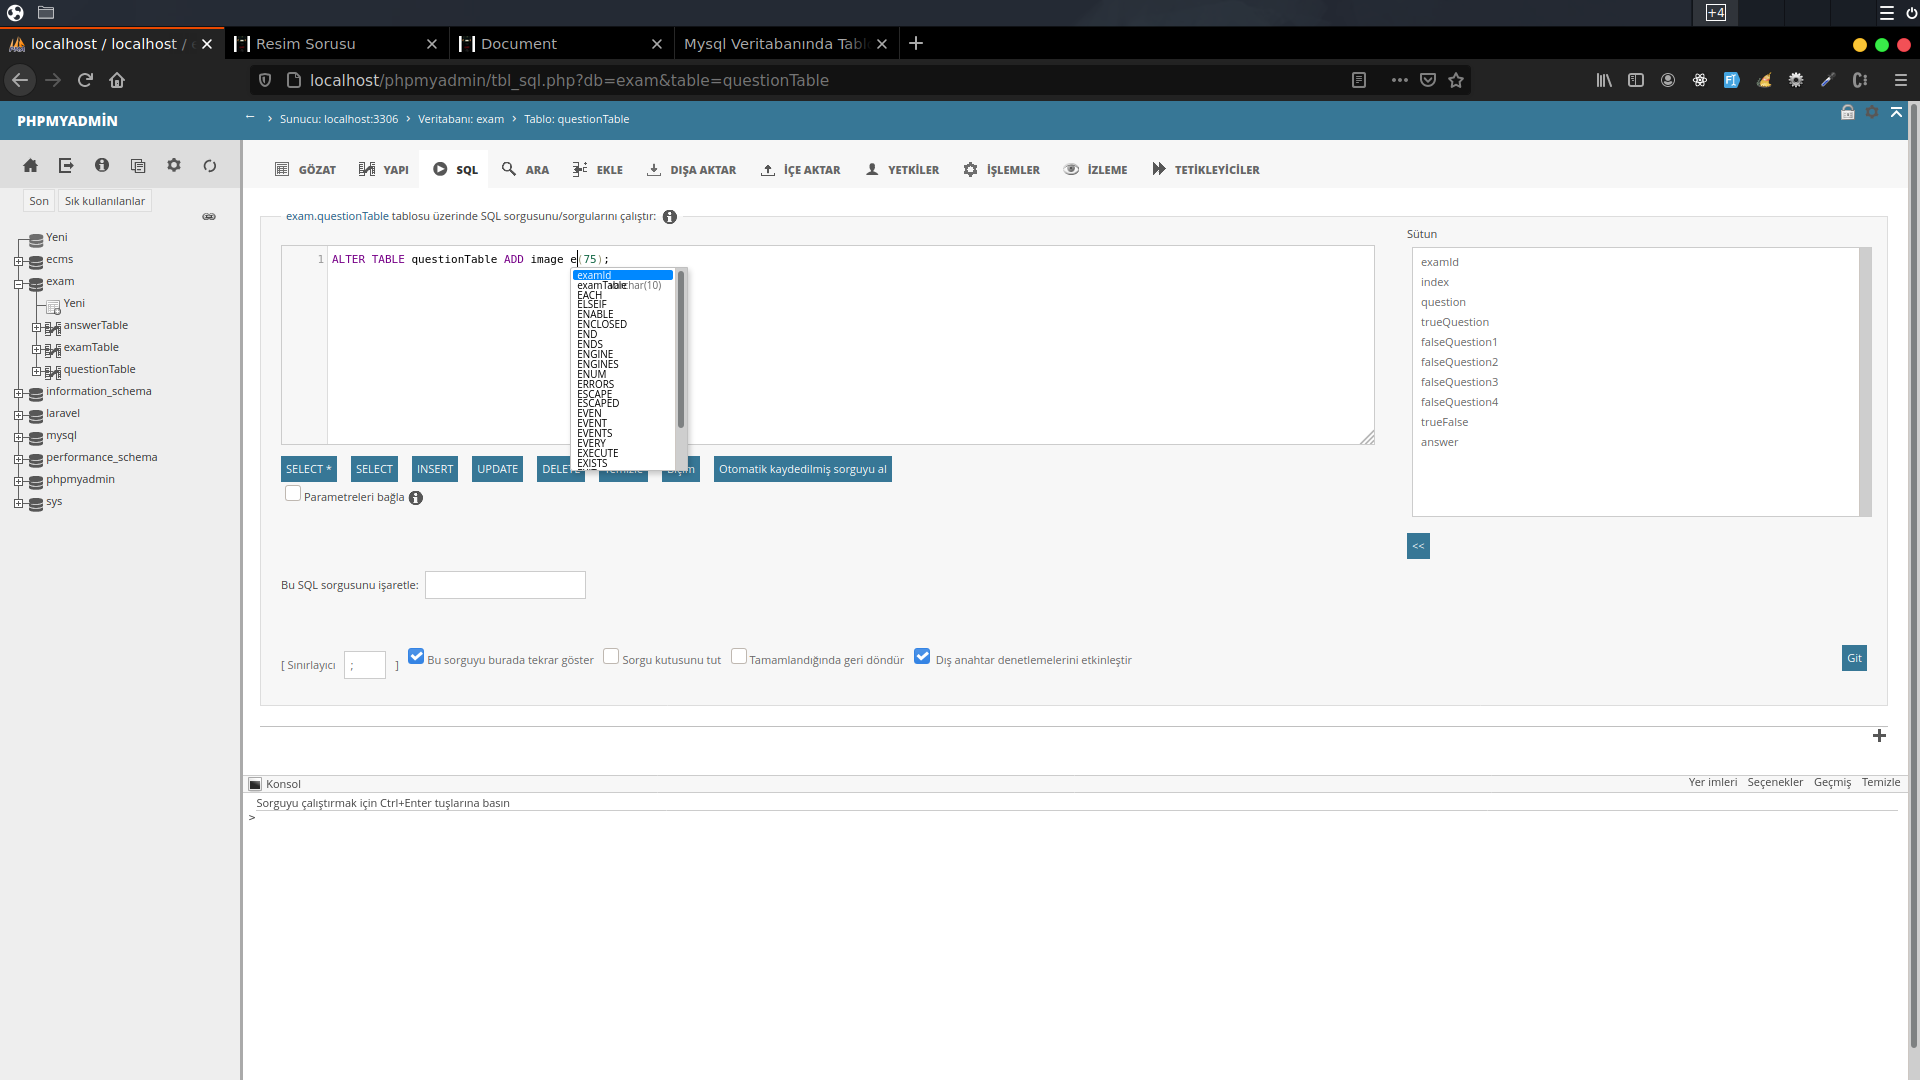 +4
localhost / localhost /
Resim Sorusu
Document
Mysql Veritabanında Tab
localhost/phpmyadmin/tbl_sql.php?db=exam&table=questionTable
PHPMYADMİN
← › Sunucu: localhost:3306 › Veritabanı: exam › Tablo: questionTable
GÖZAT
YAPI
SQL
ARA
EKLE
DIŞA AKTAR
İÇE AKTAR
YETKİLER
İŞLEMLER
İZLEME
TETİKLEYİCİLER
Son
Sık kullanılanlar
Yeni
ecms
exam
Yeni
answerTable
examTable
questionTable
information_schema
laravel
mysql
performance_schema
phpmyadmin
sys
exam.questionTable tablosu üzerinde SQL sorgusunu/sorgularını çalıştır:
1 ALTER TABLE questionTable ADD image e(75);
examId
examTable
EACH
ELSEIF
ENABLE
ENCLOSED
END
ENDS
ENGINE
ENGINES
ENUM
ERRORS
ESCAPE
ESCAPED
EVEN
EVENT
EVENTS
EVERY
EXECUTE
EXISTS
SELECT *
SELECT
INSERT
UPDATE
DELETE
Temizle
Biçim
Otomatik kaydedilmiş sorguyu al
Parametreleri bağla
Sütun
examId
index
question
trueQuestion
falseQuestion1
falseQuestion2
falseQuestion3
falseQuestion4
trueFalse
answer
<<
Bu SQL sorgusunu işaretle:
[ Sınırlayıcı ; ]
Bu sorguyu burada tekrar göster
Sorgu kutusunu tut
Tamamlandığında geri döndür
Dış anahtar denetlemelerini etkinleştir
Git
Konsol
Yer imleri
Seçenekler
Geçmiş
Temizle
Sorguyu çalıştırmak için Ctrl+Enter tuşlarına basın
>